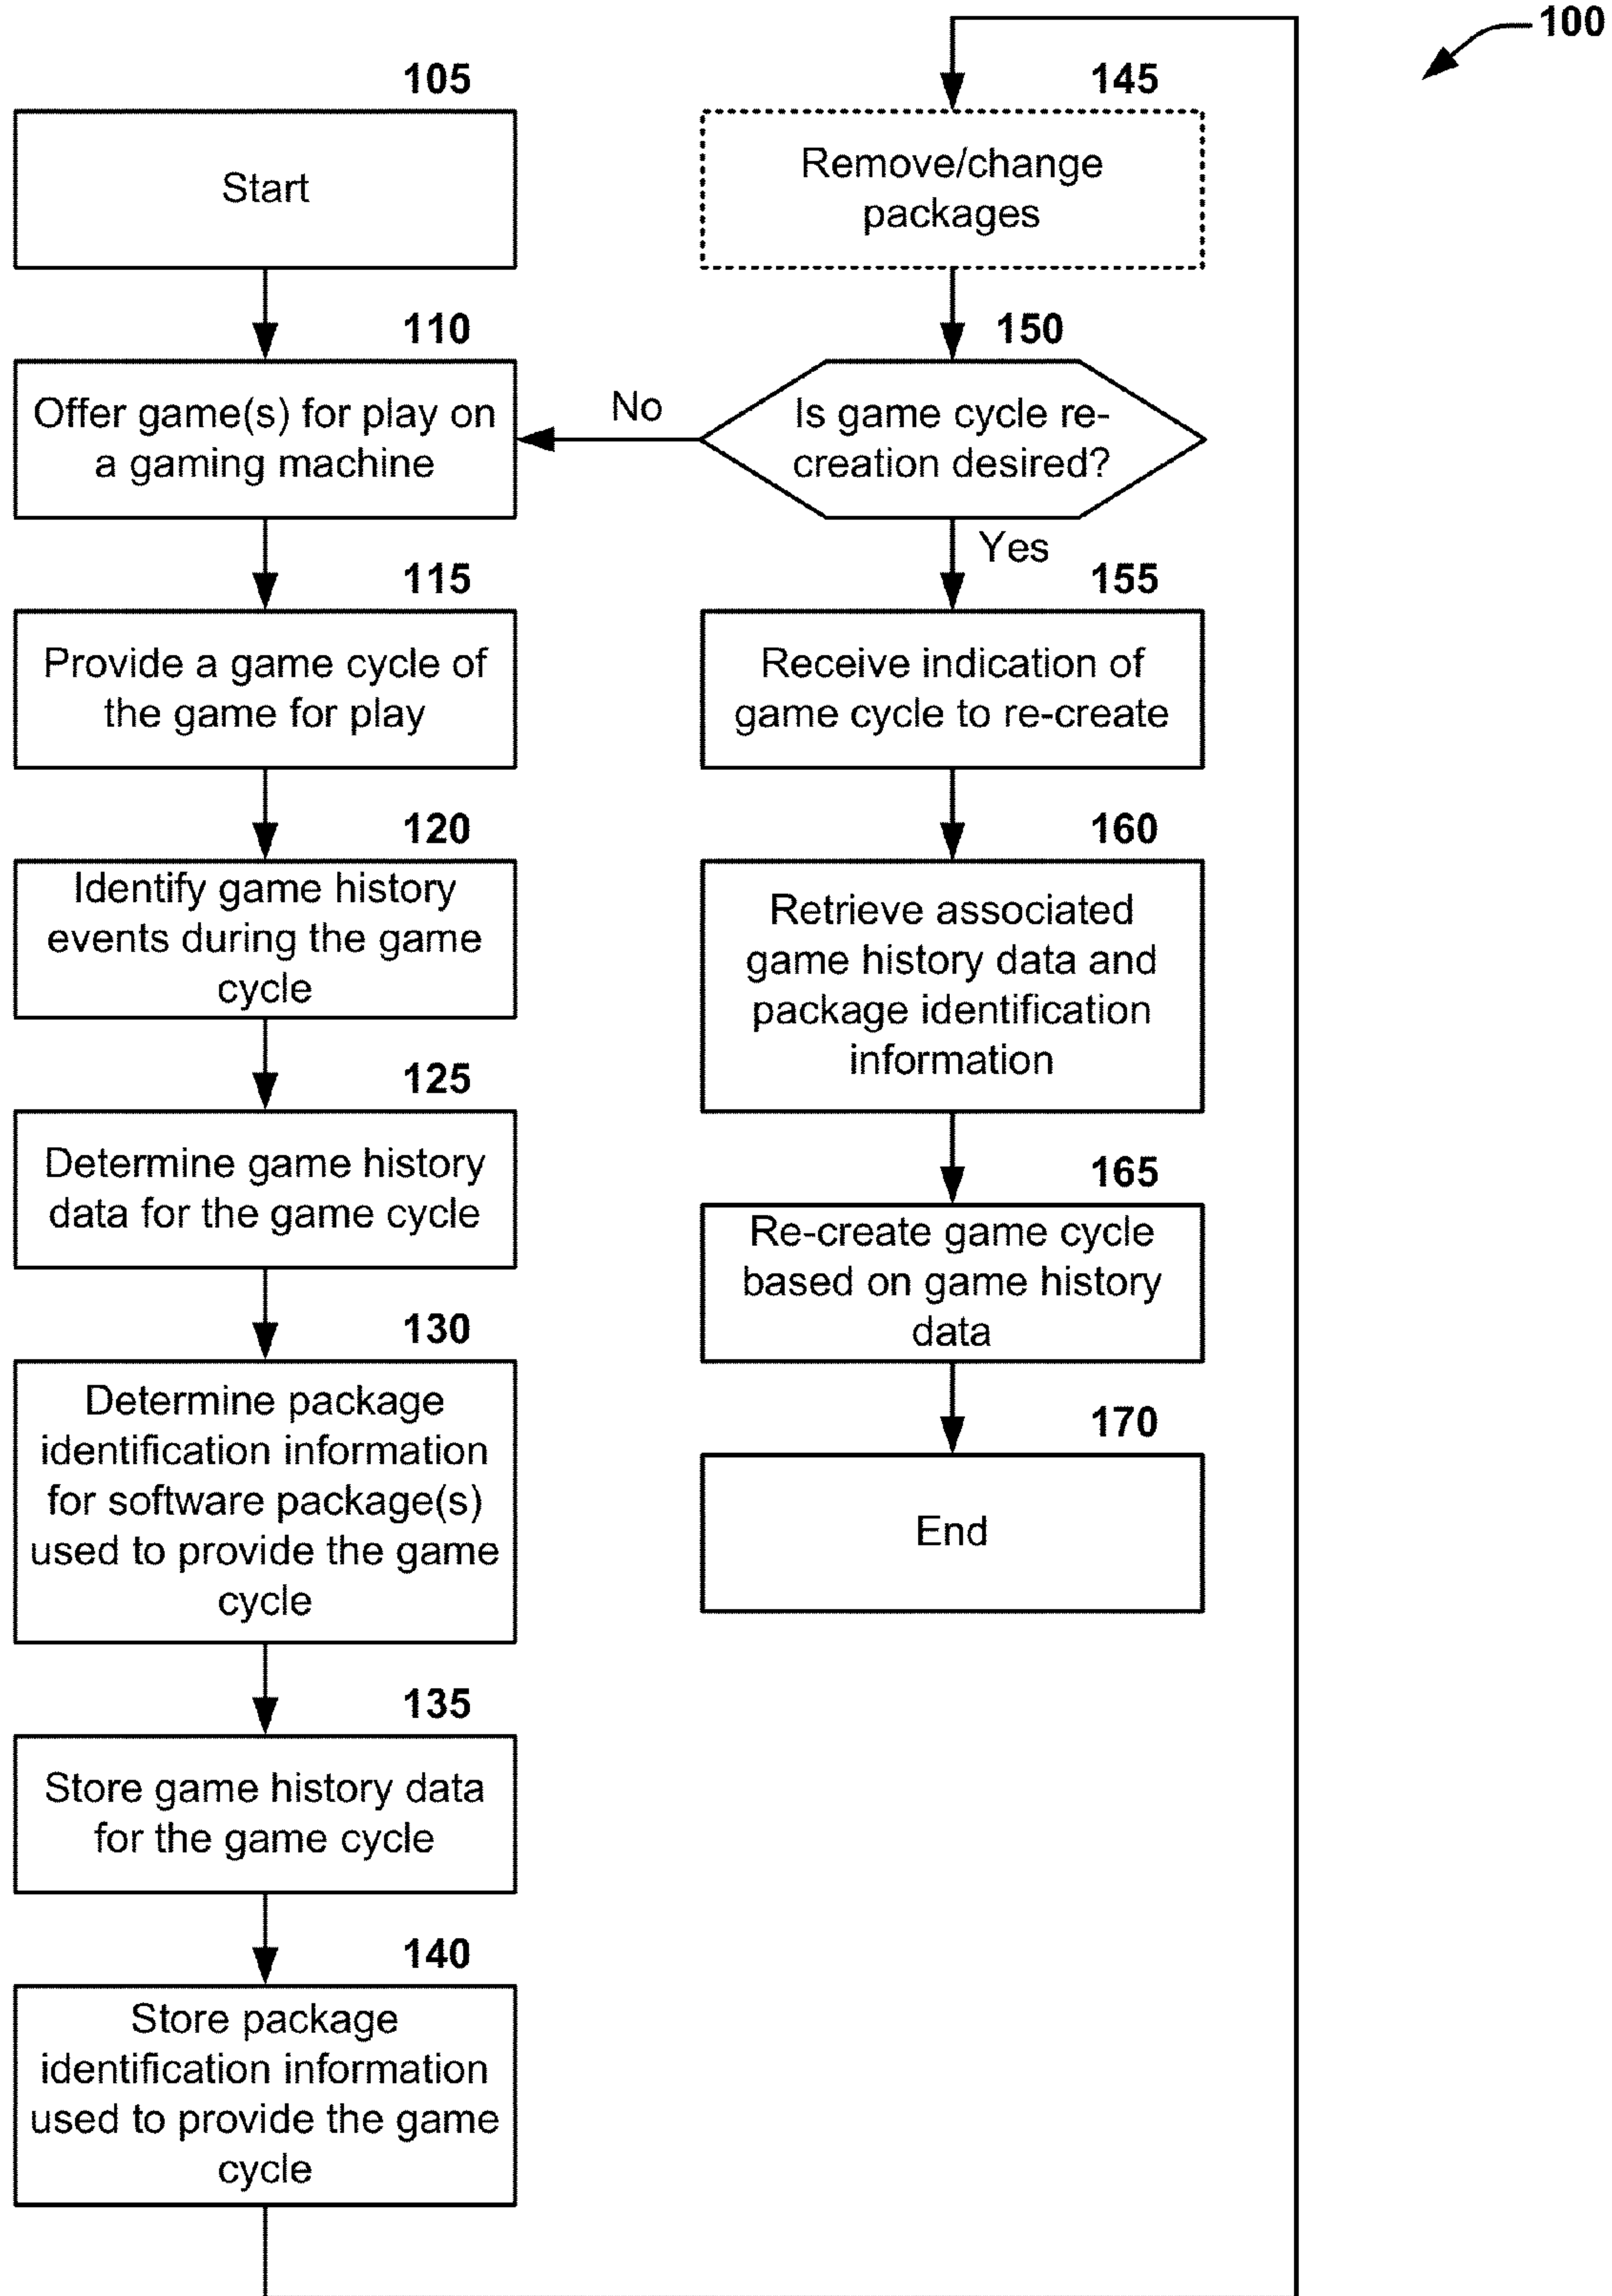 100
105
Start
110
Offer game(s) for play on
a gaming machine
115
Provide a game cycle of
the game for play
120
Identify game history
events during the game
cycle
125
Determine game history
data for the game cycle
130
Determine package
identification information
for software package(s)
used to provide the game
cycle
135
Store game history data
for the game cycle
140
Store package
identification information
used to provide the game
cycle
145
Remove/change
packages
150
Is game cycle re-
creation desired?
No
Yes
155
Receive indication of
game cycle to re-create
160
Retrieve associated
game history data and
package identification
information
165
Re-create game cycle
based on game history
data
170
End